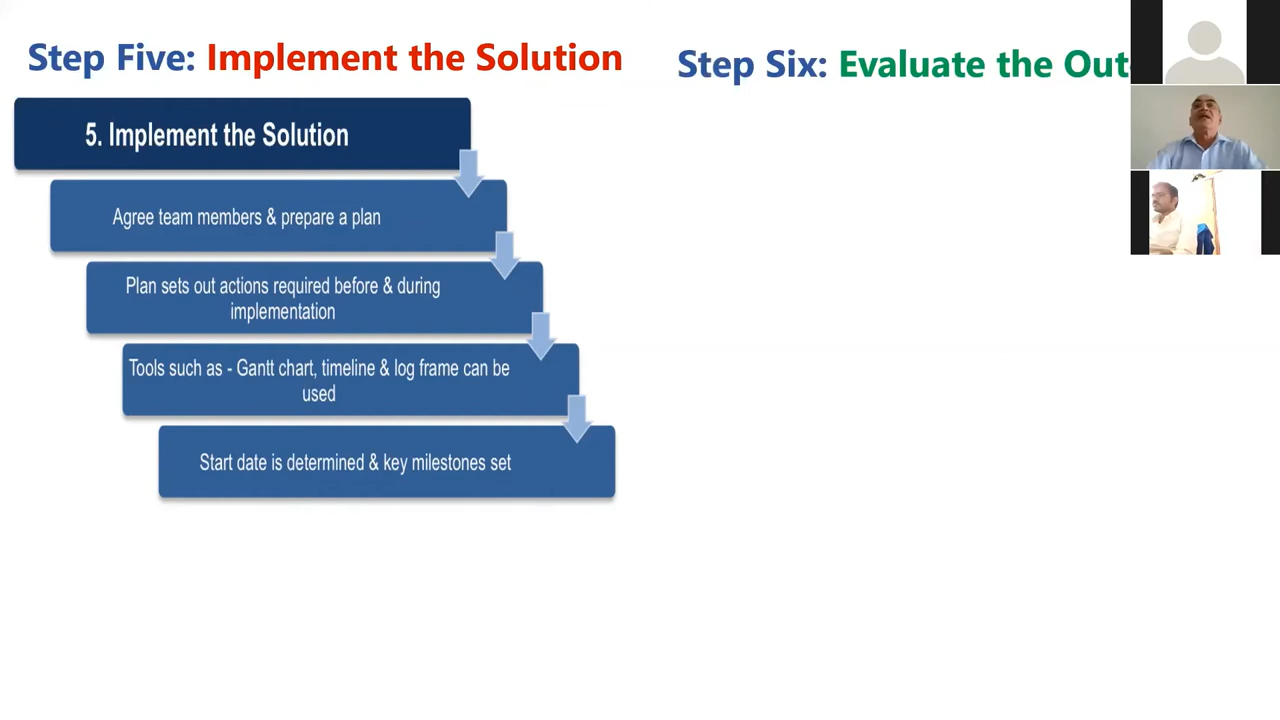 Step Five: Implement the Solution
5. Implement the Solution
Agree team members & prepare a plan
Plan sets out actions required before & during
implementation
Tools such as - Gantt chart, timeline & log frame can be
used
Start date is determined & key milestones set
Step Six: Evaluate the